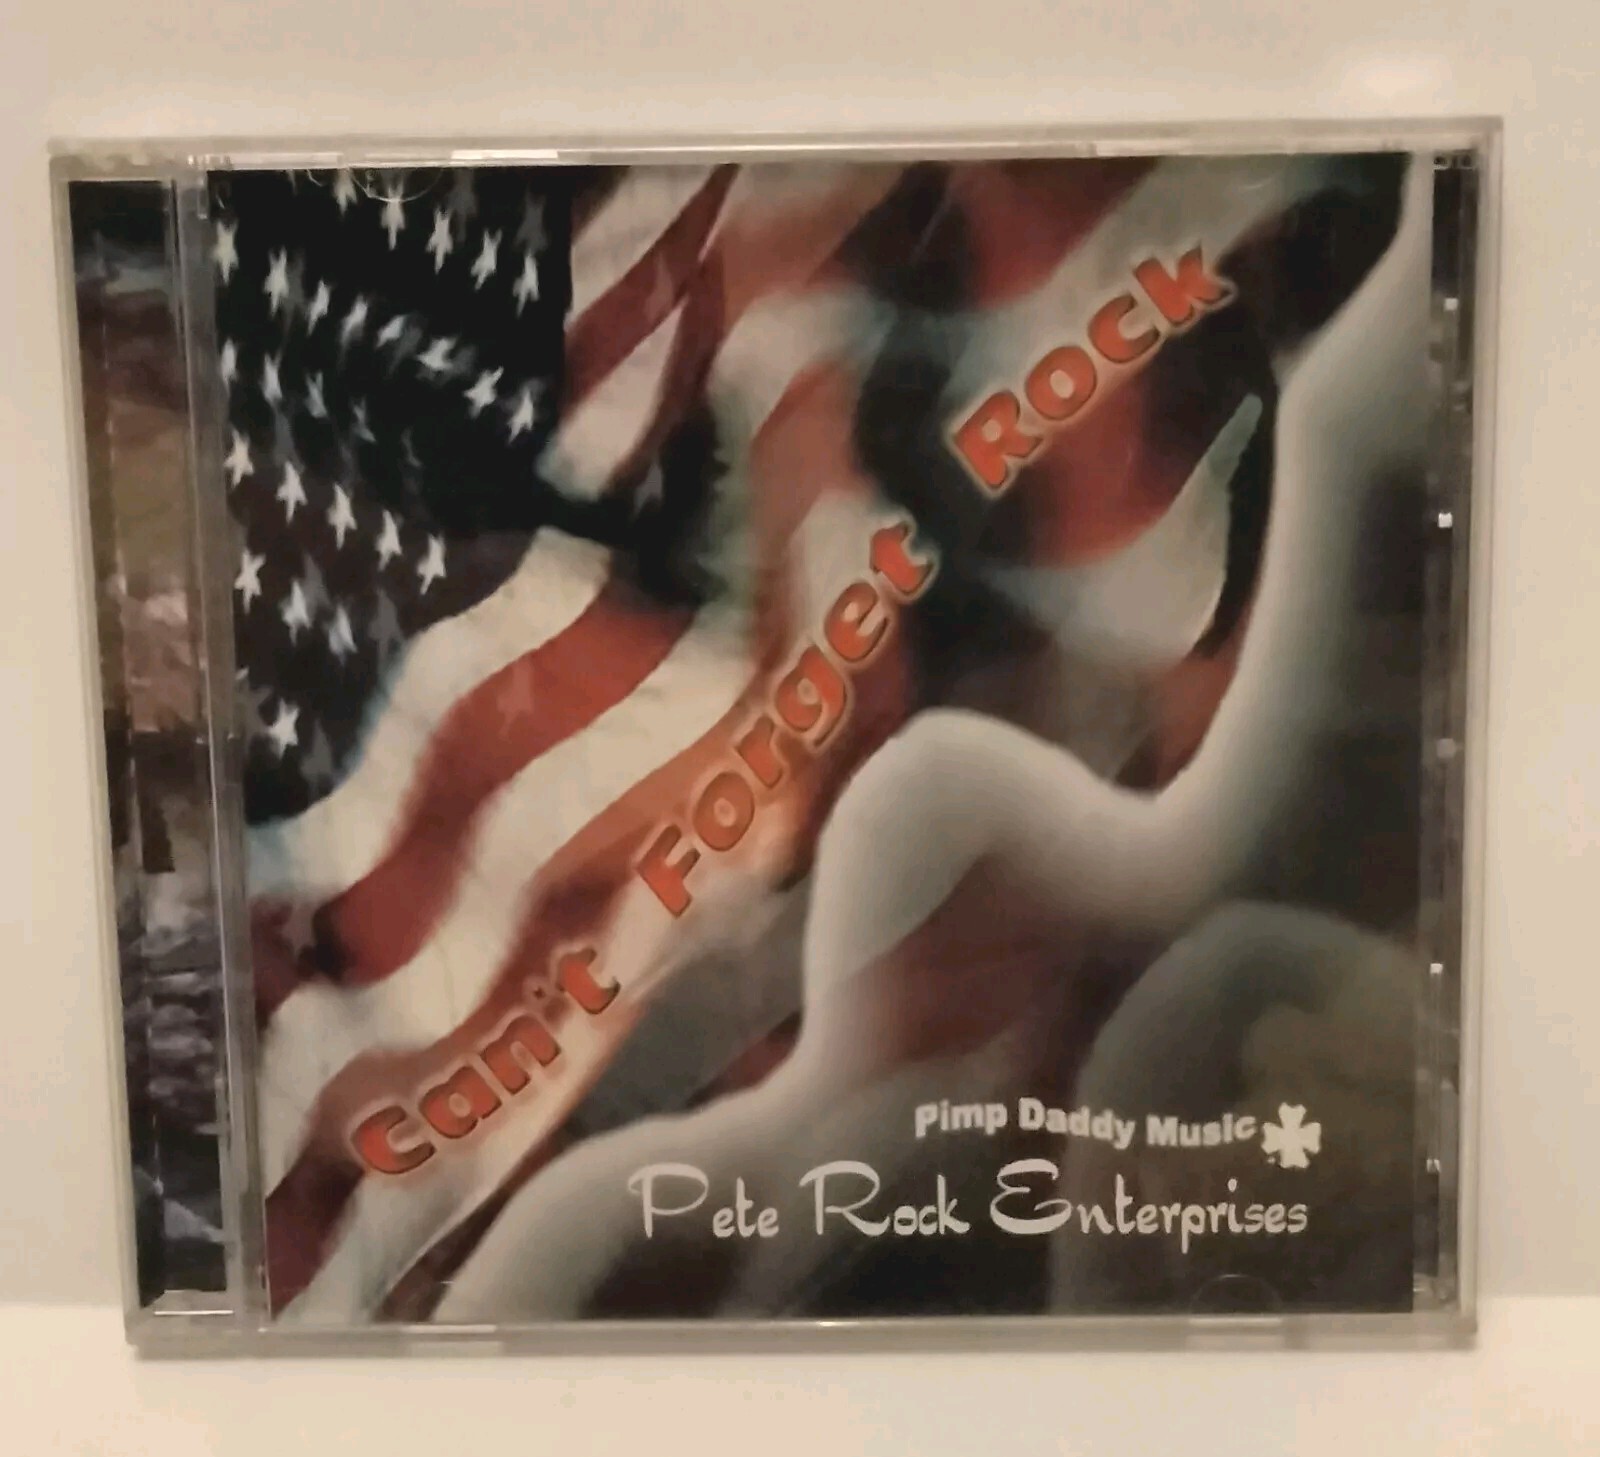 Can't Forget Rock
Pimp Daddy Music
Pete Rock Enterprises